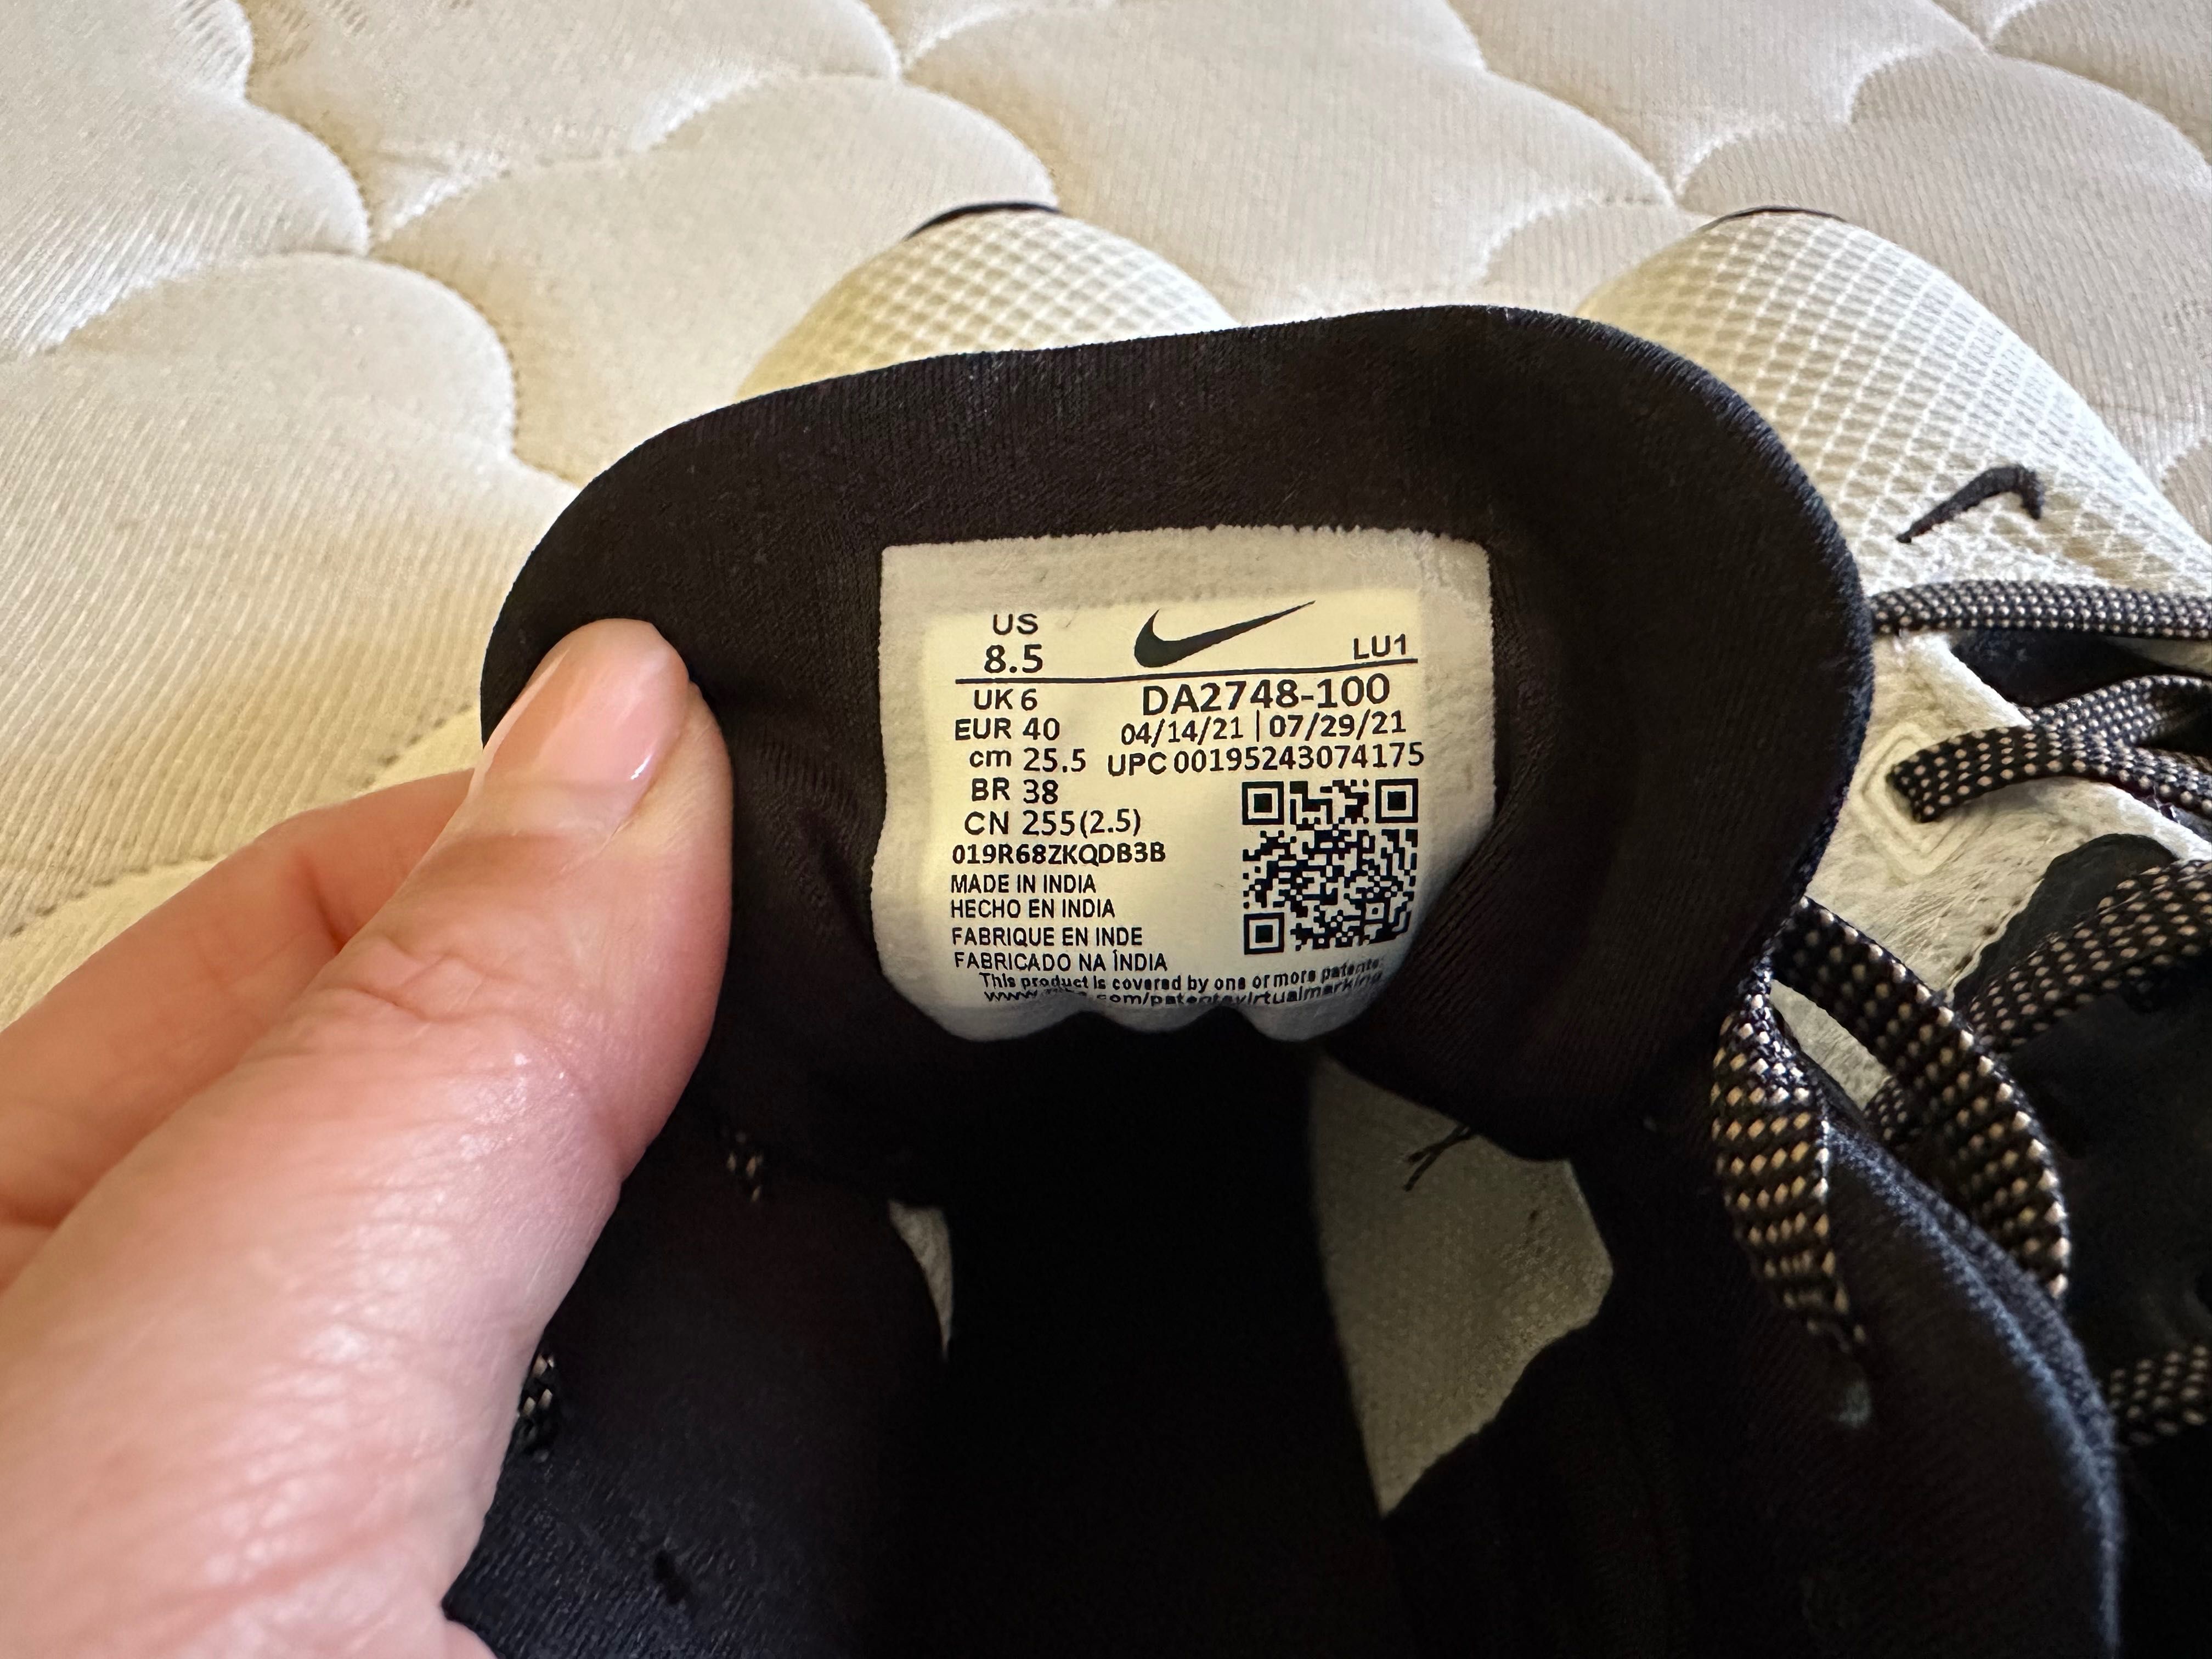 US
8.5
LU1
UK 6
DA2748-100
EUR 40
04/14/21 | 07/29/21
cm 25.5
UPC 00195243074175
BR 38
CN 255(2.5)
019R68ZKQDB3B
MADE IN INDIA
HECHO EN INDIA
FABRIQUE EN INDE
FABRICADO NA ÍNDIA
This product is covered by one or more patents: